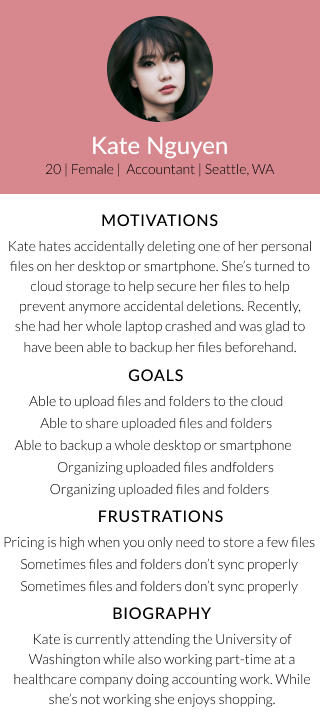 Kate Nguyen
20 | Female | Accountant | Seattle, WA
MOTIVATIONS
Kate hates accidentally deleting one of her personal
files on her desktop or smartphone. She's turned to
cloud storage to help secure her files to help
prevent anymore accidental deletions. Recently,
she had her whole laptop crashed and was glad to
have been able to backup her files beforehand.
GOALS
Able to upload files and folders to the cloud
Able to share uploaded files and folders
Able to backup a whole desktop or smartphone
Organizing uploaded files andfolders
Organizing uploaded files and folders
FRUSTRATIONS
Pricing is high when you only need to store a few files
Sometimes files and folders don't sync properly
Sometimes files and folders don't sync properly
BIOGRAPHY
Kate is currently attending the University of
Washington while also working part-time at a
healthcare company doing accounting work. While
she's not working she enjoys shopping.